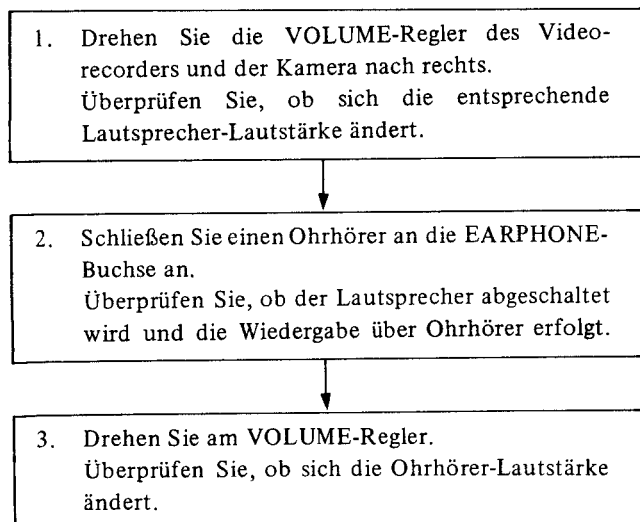 1. Drehen Sie die VOLUME-Regler des Video-
recorders und der Kamera nach rechts.
Überprüfen Sie, ob sich die entsprechende
Lautsprecher-Lautstärke ändert.
2. Schließen Sie einen Ohrhörer an die EARPHONE-
Buchse an.
Überprüfen Sie, ob der Lautsprecher abgeschaltet
wird und die Wiedergabe über Ohrhörer erfolgt.
3. Drehen Sie am VOLUME-Regler.
Überprüfen Sie, ob sich die Ohrhörer-Lautstärke
ändert.